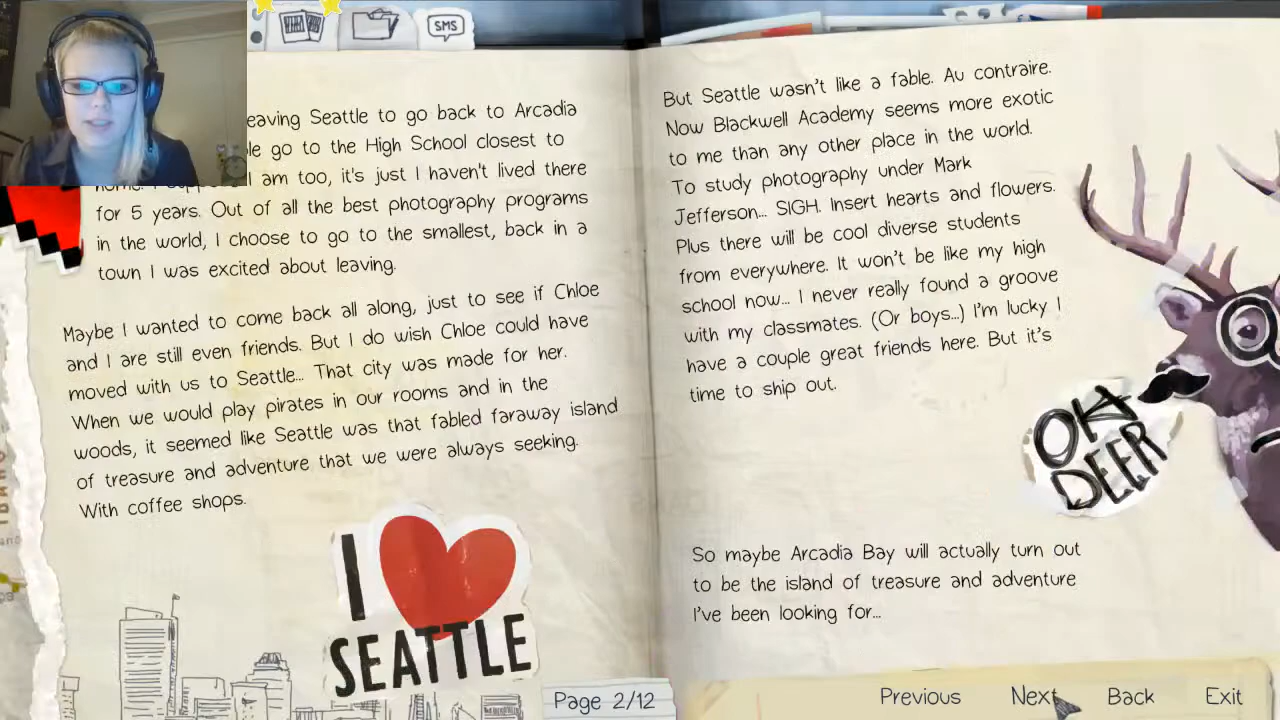 SMS
eaving Seattle to go back to Arcadia
le go to the High School closest to
I am too, it's just I haven't lived there
for 5 years. Out of all the best photography programs
in the world, I choose to go to the smallest, back in a
town I was excited about leaving.
Maybe I wanted to come back all along, just to see if Chloe
and I are still even friends. But I do wish Chloe could have
moved with us to Seattle... That city was made for her.
When we would play pirates in our rooms and in the
woods, it seemed like Seattle was that fabled faraway island
of treasure and adventure that we were always seeking.
With coffee shops.
I
SEATTLE
But Seattle wasn't like a fable. Au contraire.
Now Blackwell Academy seems more exotic
to me than any other place in the world.
To study photography under Mark
Jefferson... SIGH. Insert hearts and flowers.
Plus there will be cool diverse students
from everywhere. It won't be like my high
school now... I never really found a groove
with my classmates. (Or boys...) I'm lucky I
have a couple great friends here. But it's
time to ship out.
OH
DEER
So maybe Arcadia Bay will actually turn out
to be the island of treasure and adventure
I've been looking for...
Page 2/12
Previous Next Back Exit